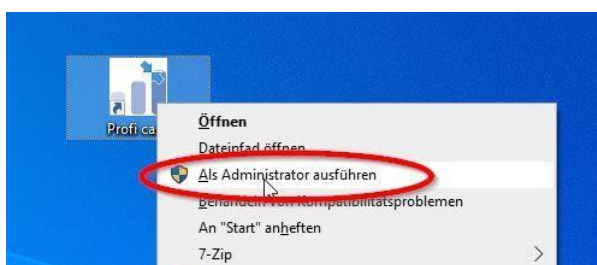 Profi ca
Öffnen
Dateipfad öffnen
Als Administrator ausführen
Behandeln von Kompatibilitätsproblemen
An "Start" anheften
7-Zip